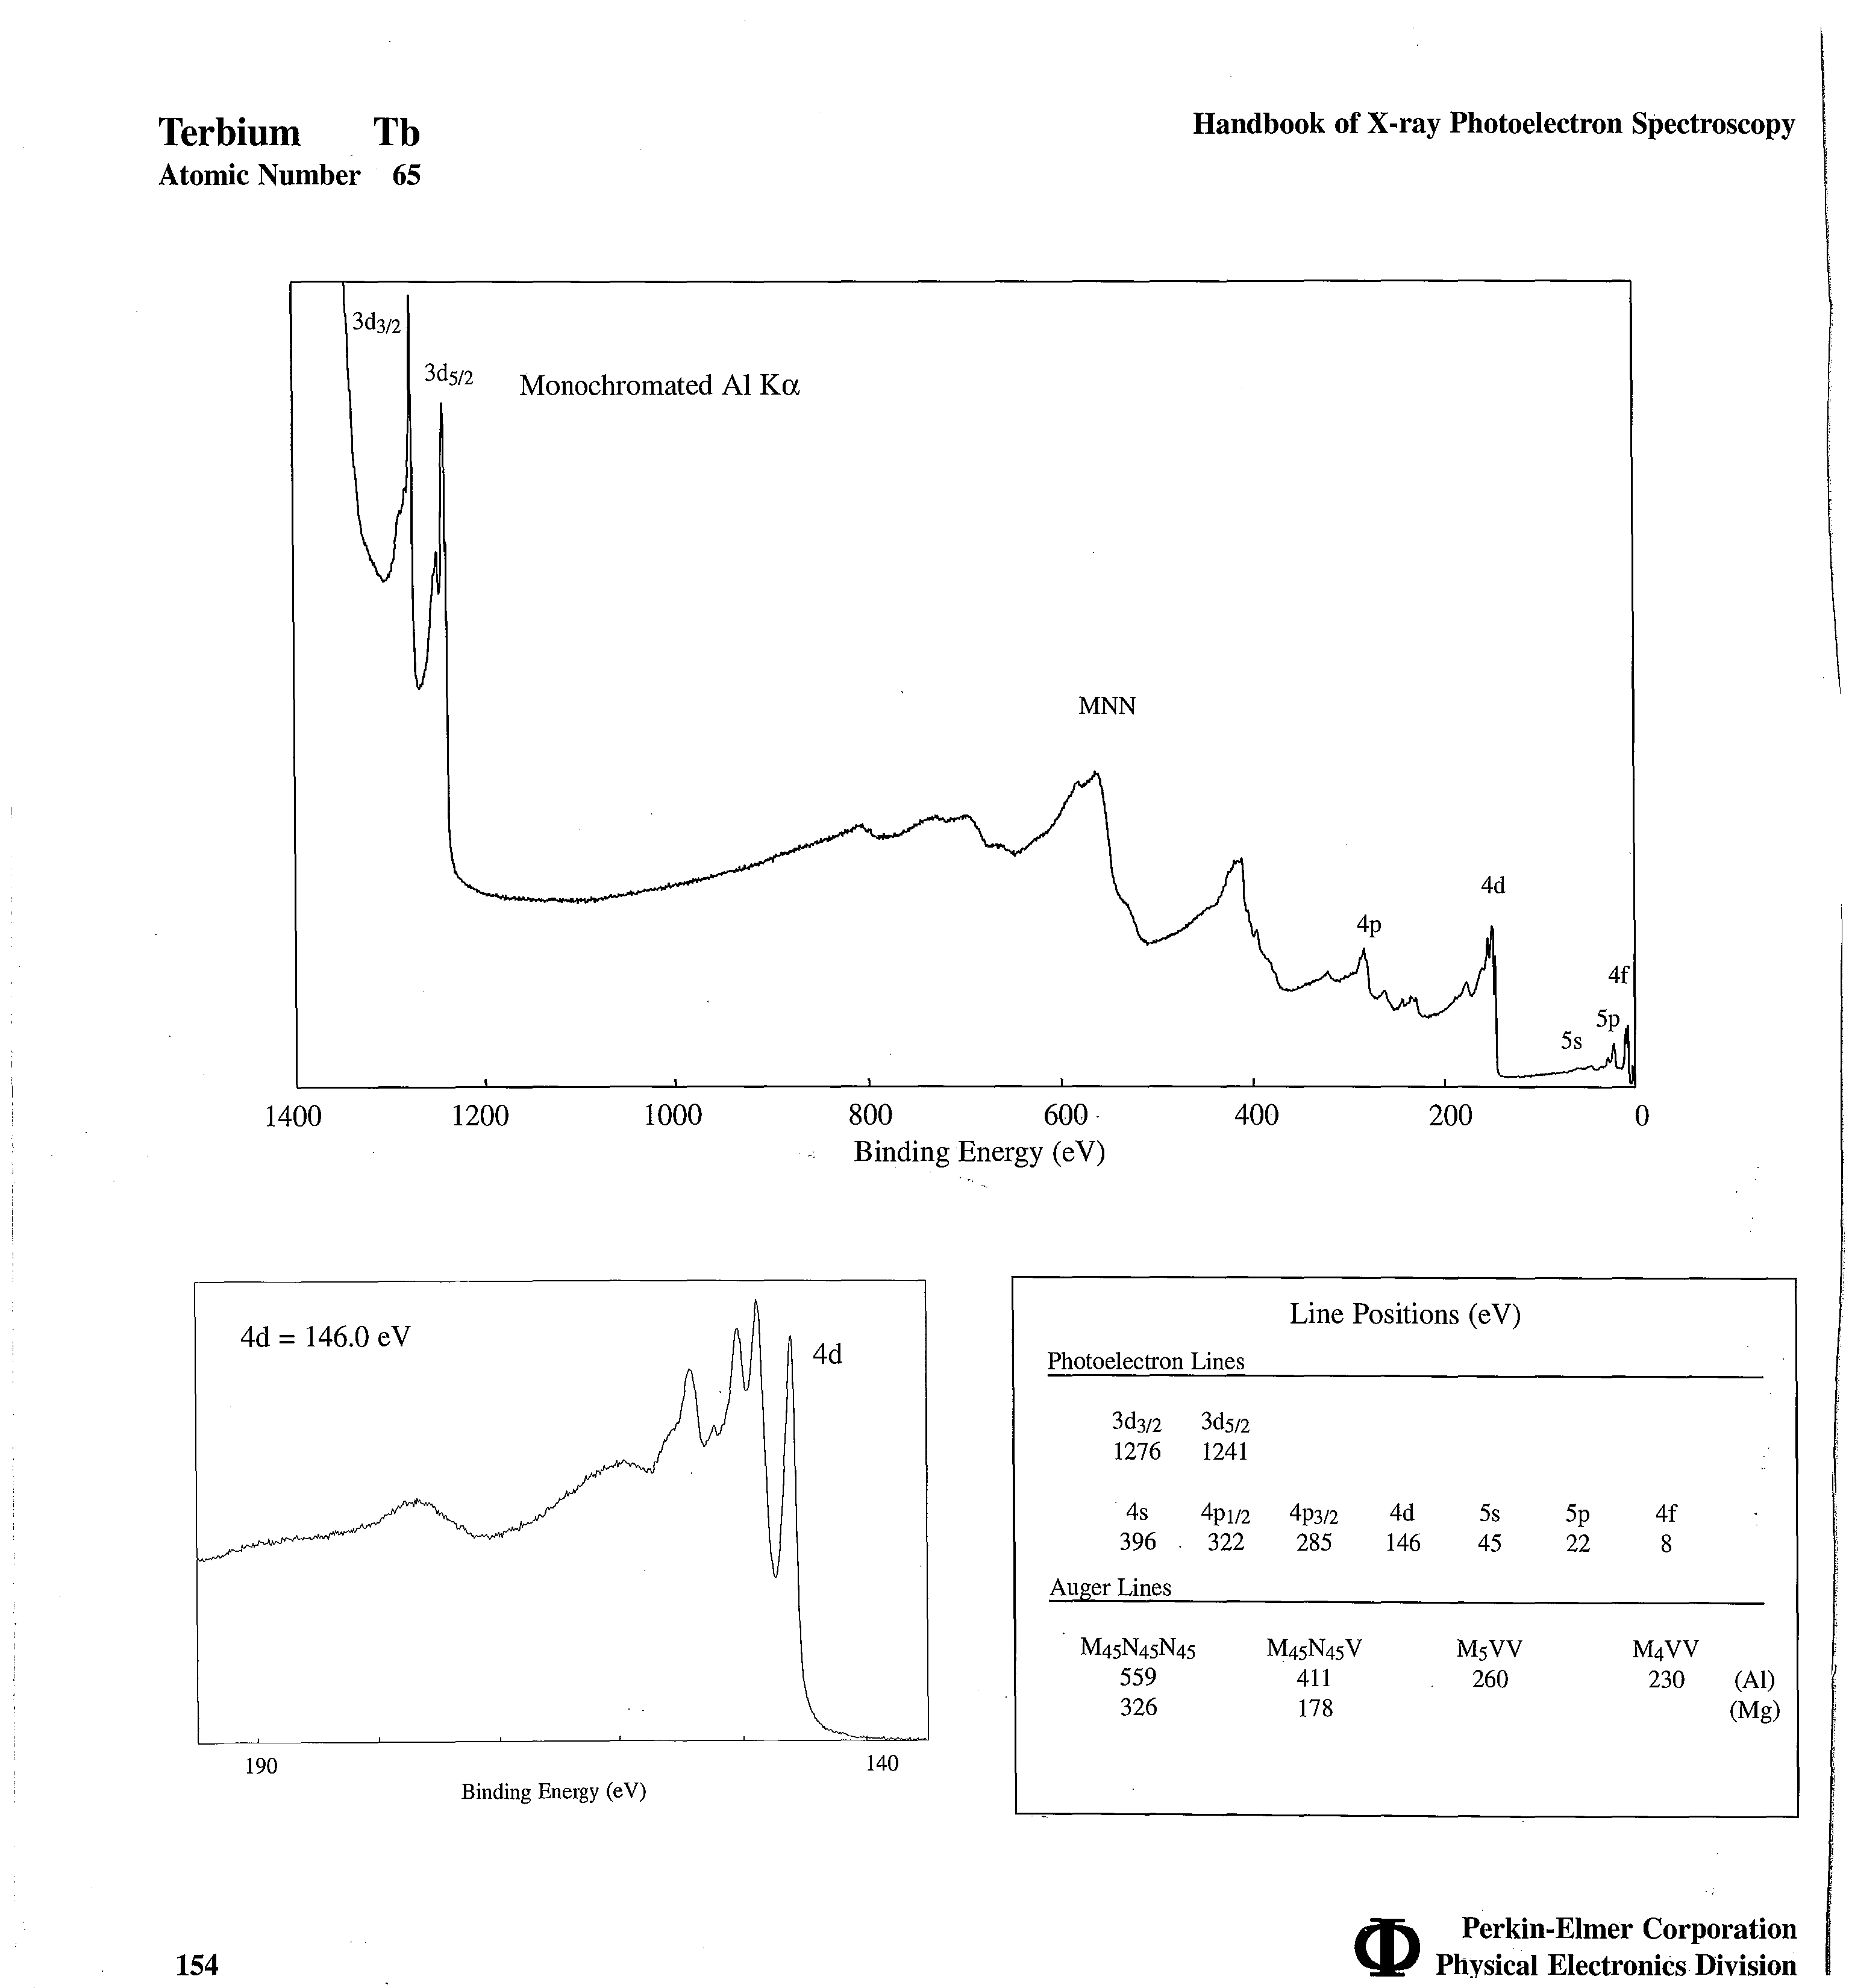 Terbium Tb
Handbook of X-ray Photoelectron Spectroscopy
Atomic Number 65
3d3/2
3d5/2
Monochromated Al Kα
MNN
4d
4p
4f
5p
5s
1400 1200 1000 800 600 400 200 0
Binding Energy (eV)
4d = 146.0 eV
4d
190 140
Binding Energy (eV)
Line Positions (eV)
Photoelectron Lines
3d3/2 3d5/2
1276 1241
4s 4p1/2 4p3/2 4d 5s 5p 4f
396 322 285 146 45 22 8
Auger Lines
M45N45N45 M45N45V M5VV M4VV
559 411 260 230 (Al)
326 178 (Mg)
154
Perkin-Elmer Corporation
Physical Electronics Division